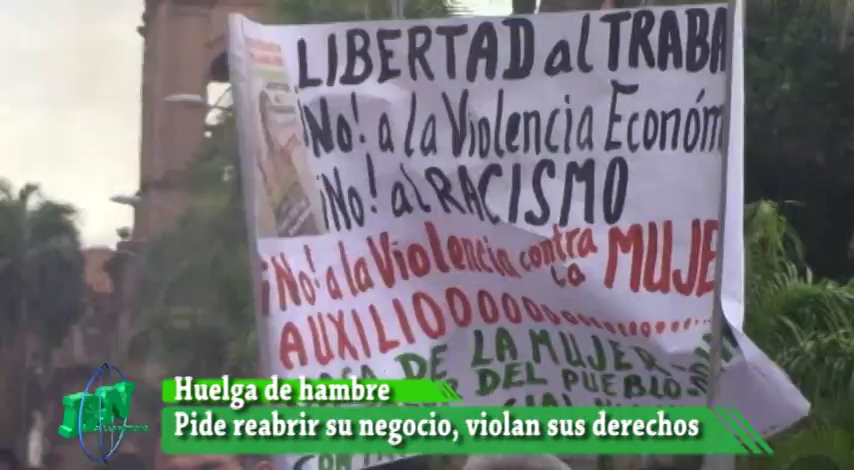 LIBERTAD al TRABA
¡No! a la Violencia Económ
¡No! al RACISMO
¡No! a la Violencia contra la MUJE
AUXILIOOOOOOOOOOO.....
DE LA MUJER
DEL PUEBLO
Huelga de hambre
Pide reabrir su negocio, violan sus derechos